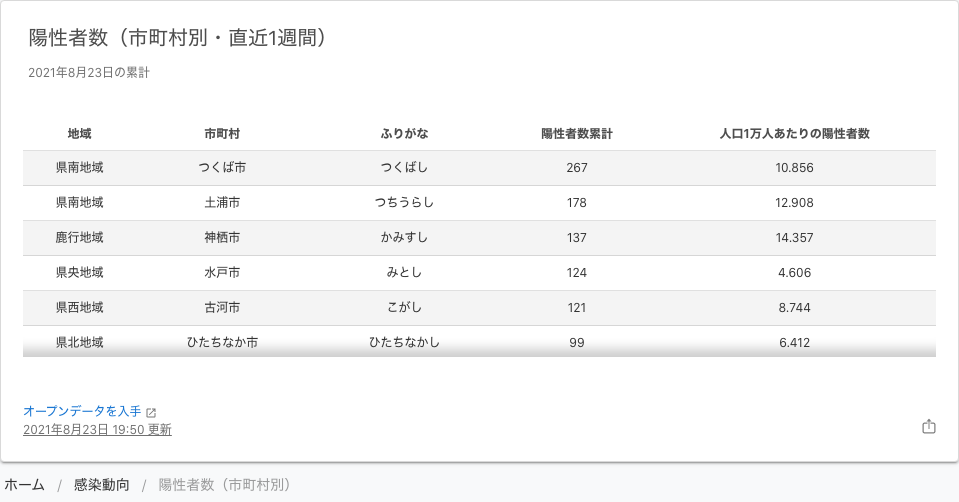 陽性者数（市町村別・直近1週間）
2021年8月23日の累計
地域 市町村 ふりがな 陽性者数累計 人口1万人あたりの陽性者数
県南地域 つくば市 つくばし 267 10.856
県南地域 土浦市 つちうらし 178 12.908
鹿行地域 神栖市 かみすし 137 14.357
県央地域 水戸市 みとし 124 4.606
県西地域 古河市 こがし 121 8.744
県北地域 ひたちなか市 ひたちなかし 99 6.412
オープンデータを入手
2021年8月23日 19:50 更新
ホーム / 感染動向 / 陽性者数（市町村別）